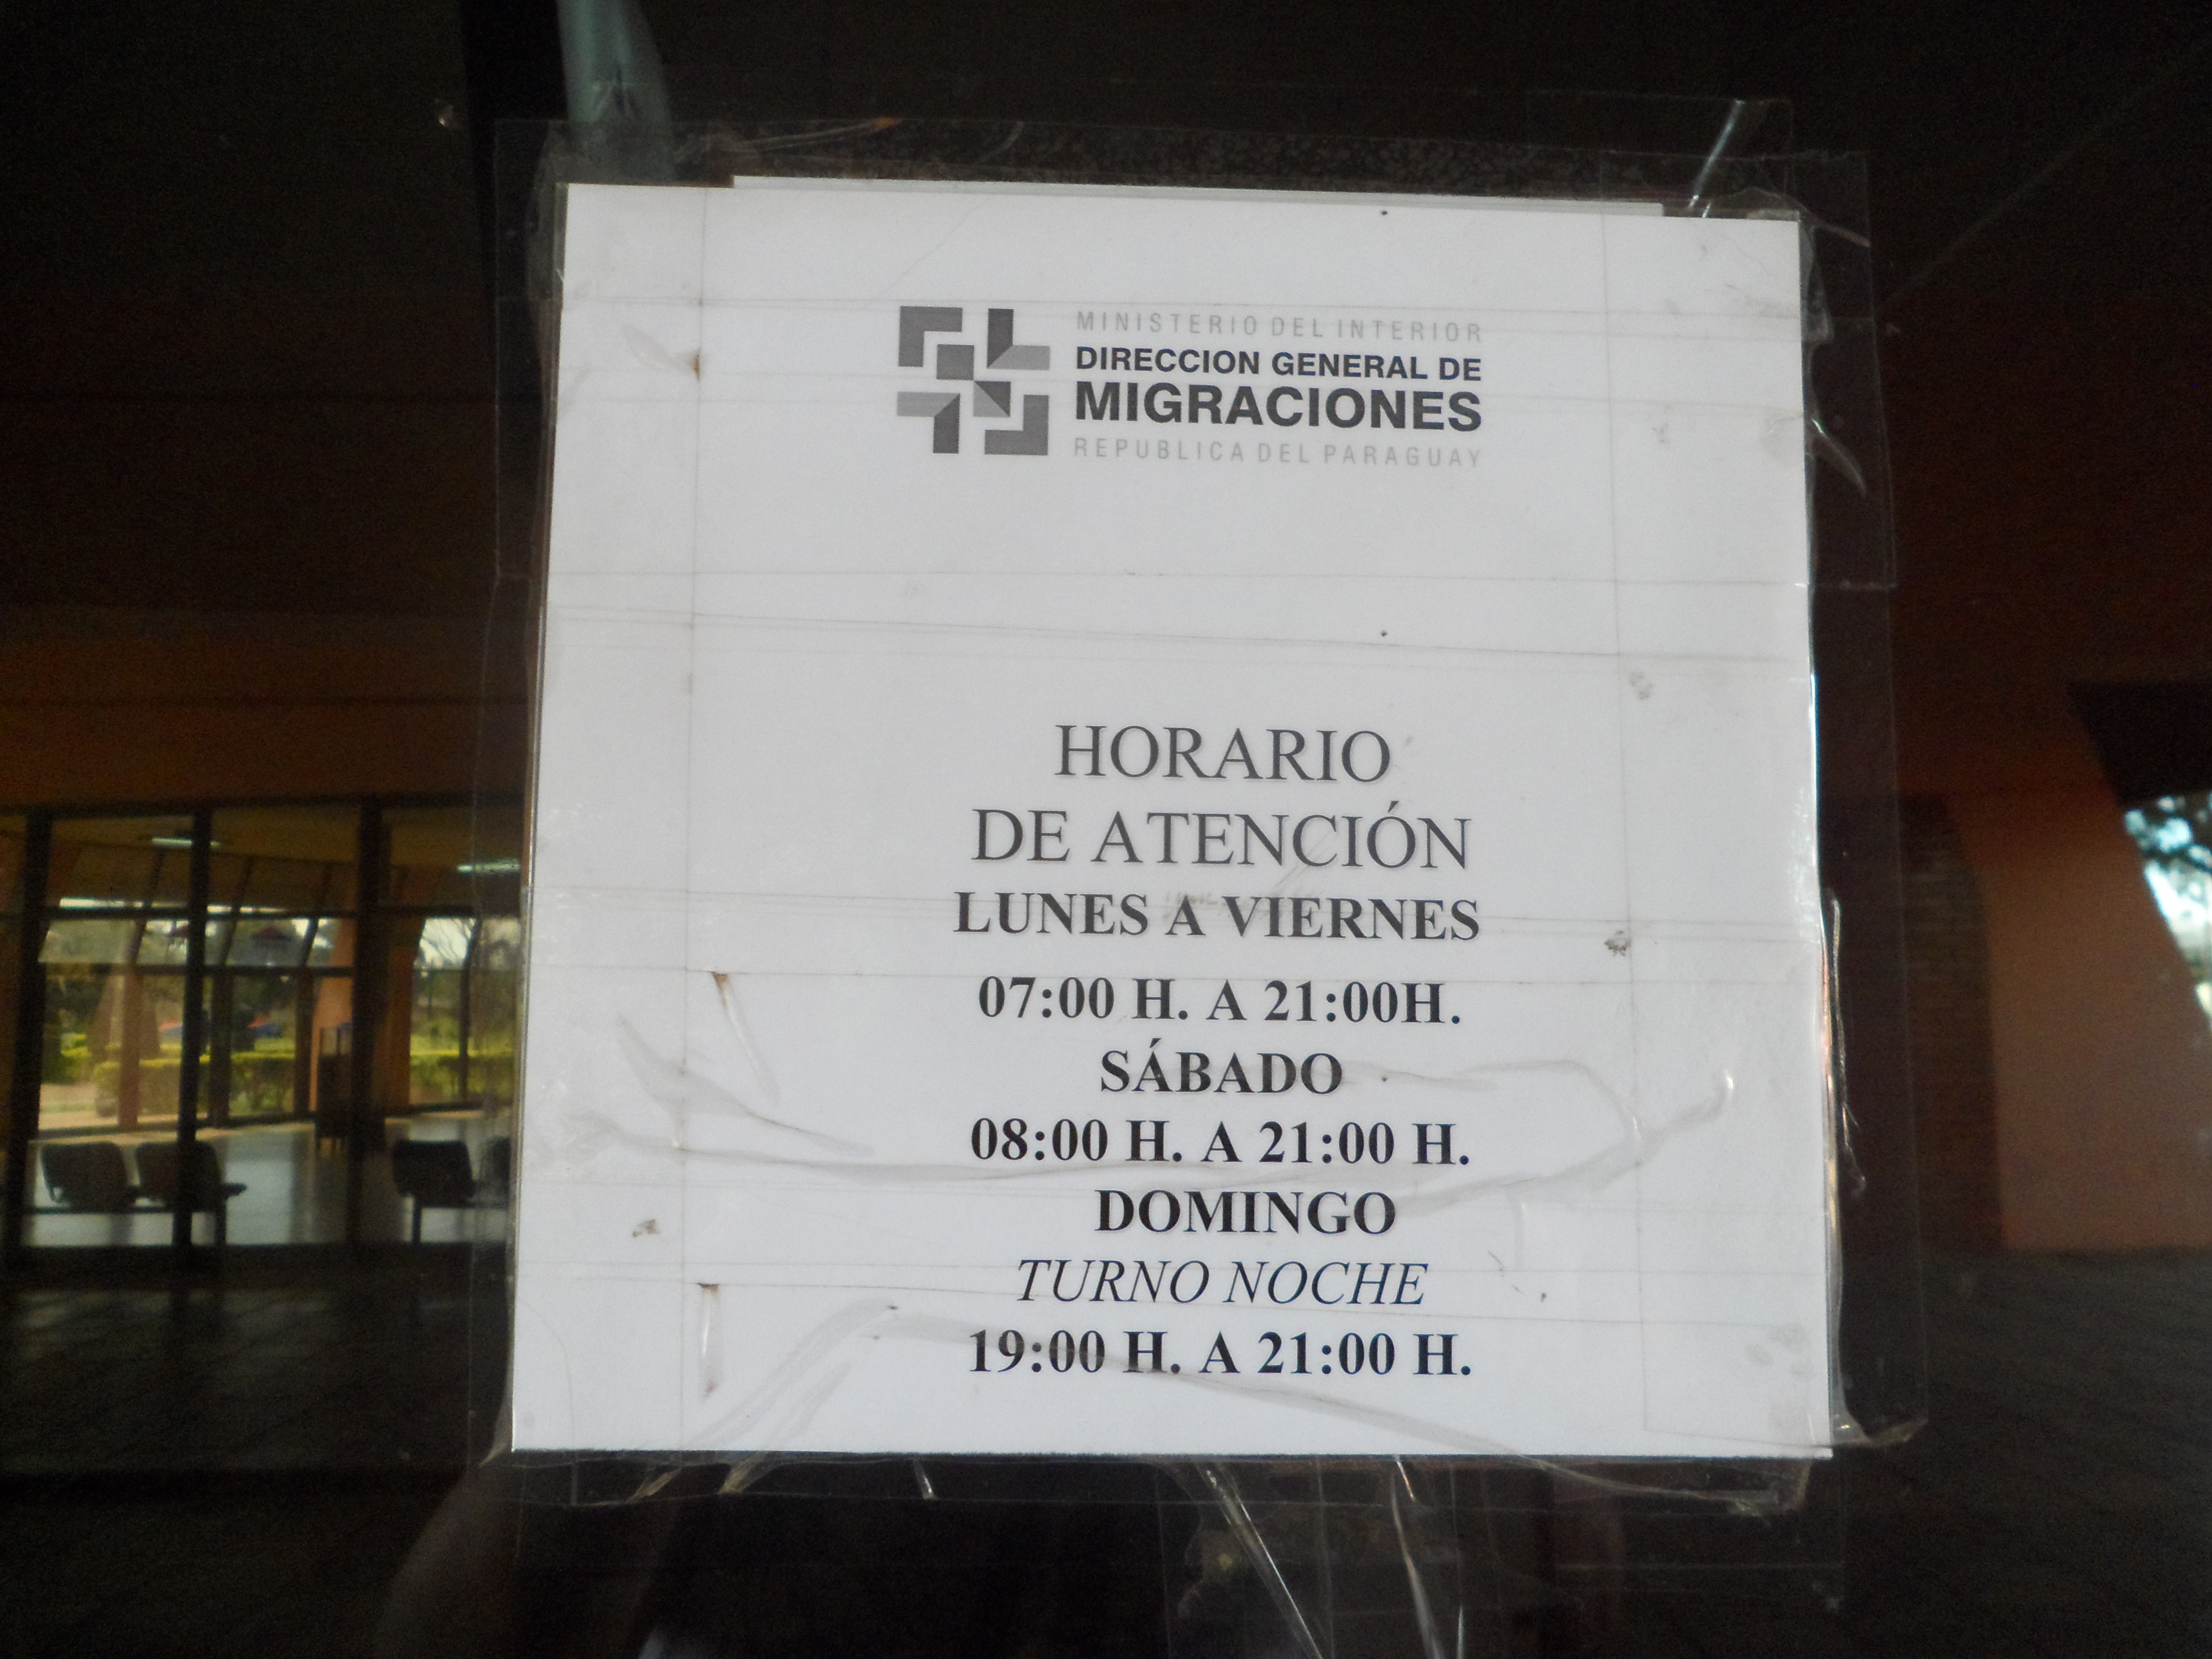 MINISTERIO DEL INTERIOR
DIRECCION GENERAL DE
MIGRACIONES
REPUBLICA DEL PARAGUAY
HORARIO
DE ATENCIÓN
LUNES A VIERNES
07:00 H. A 21:00H.
SÁBADO
08:00 H. A 21:00 H.
DOMINGO
TURNO NOCHE
19:00 H. A 21:00 H.